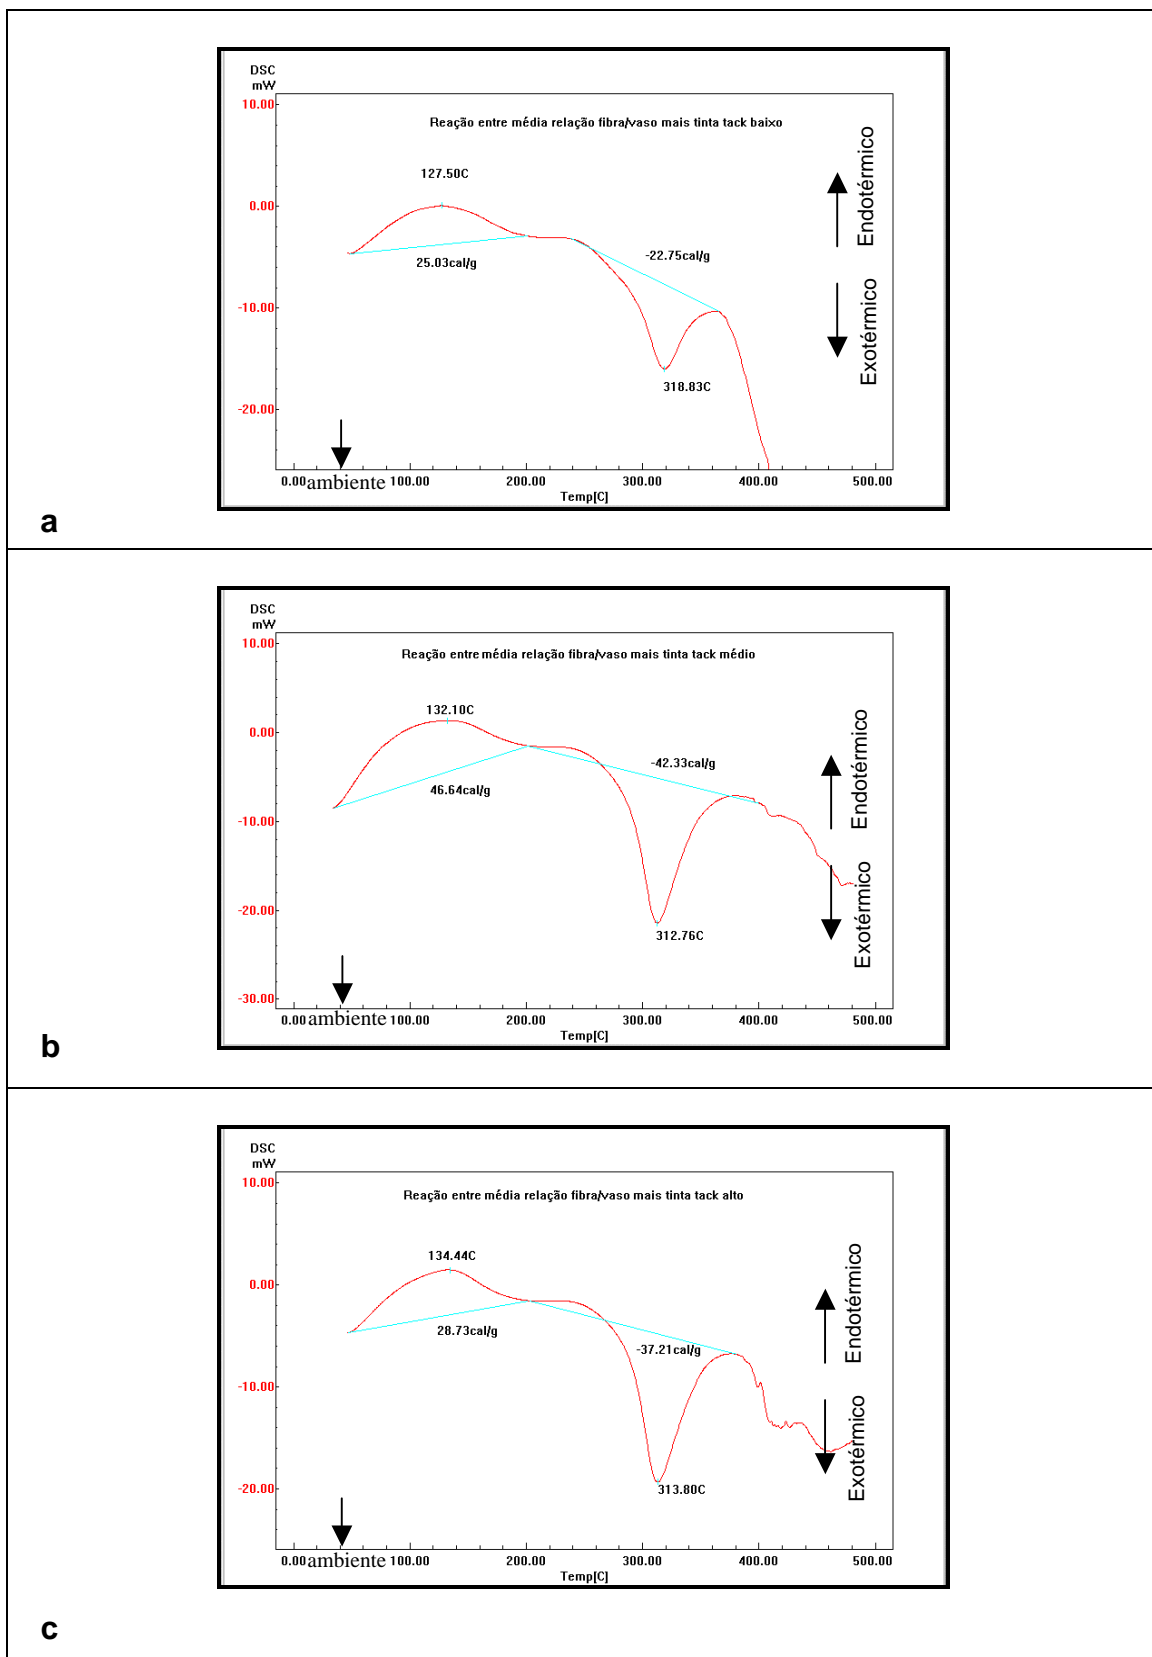 DSC
mW
10.00
Reação entre média relação fibra/vaso mais tinta tack baixo
127.50C
0.00
25.03cal/g
-22.75cal/g
-10.00
318.83C
-20.00
Endotérmico
Exotérmico
0.00 ambiente 100.00 200.00 300.00 400.00 500.00
Temp[C]
a
DSC
mW
10.00
Reação entre média relação fibra/vaso mais tinta tack médio
132.10C
0.00
46.64cal/g
-42.33cal/g
-10.00
-20.00
312.76C
-30.00
Endotérmico
Exotérmico
0.00 ambiente 100.00 200.00 300.00 400.00 500.00
Temp[C]
b
DSC
mW
10.00
Reação entre média relação fibra/vaso mais tinta tack alto
134.44C
0.00
28.73cal/g
-37.21cal/g
-10.00
-20.00
313.80C
Endotérmico
Exotérmico
0.00 ambiente 100.00 200.00 300.00 400.00 500.00
Temp[C]
c